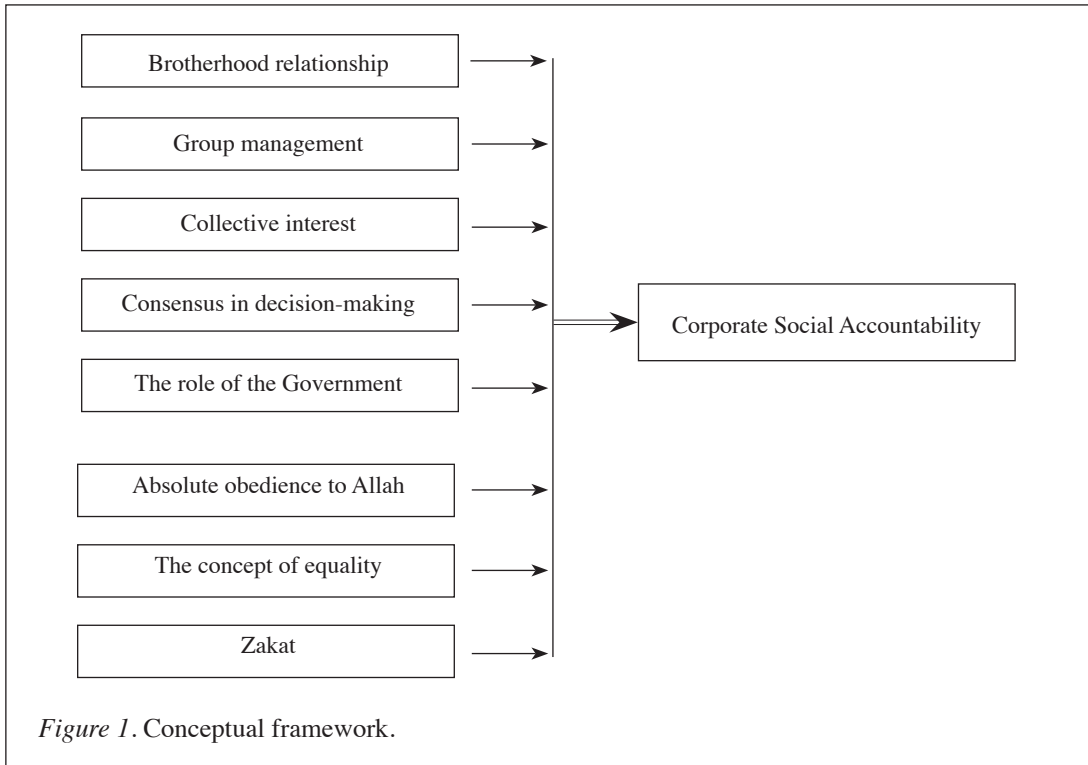 Brotherhood relationship
Group management
Collective interest
Consensus in decision-making
The role of the Government
Absolute obedience to Allah
The concept of equality
Zakat
Corporate Social Accountability
Figure 1. Conceptual framework.